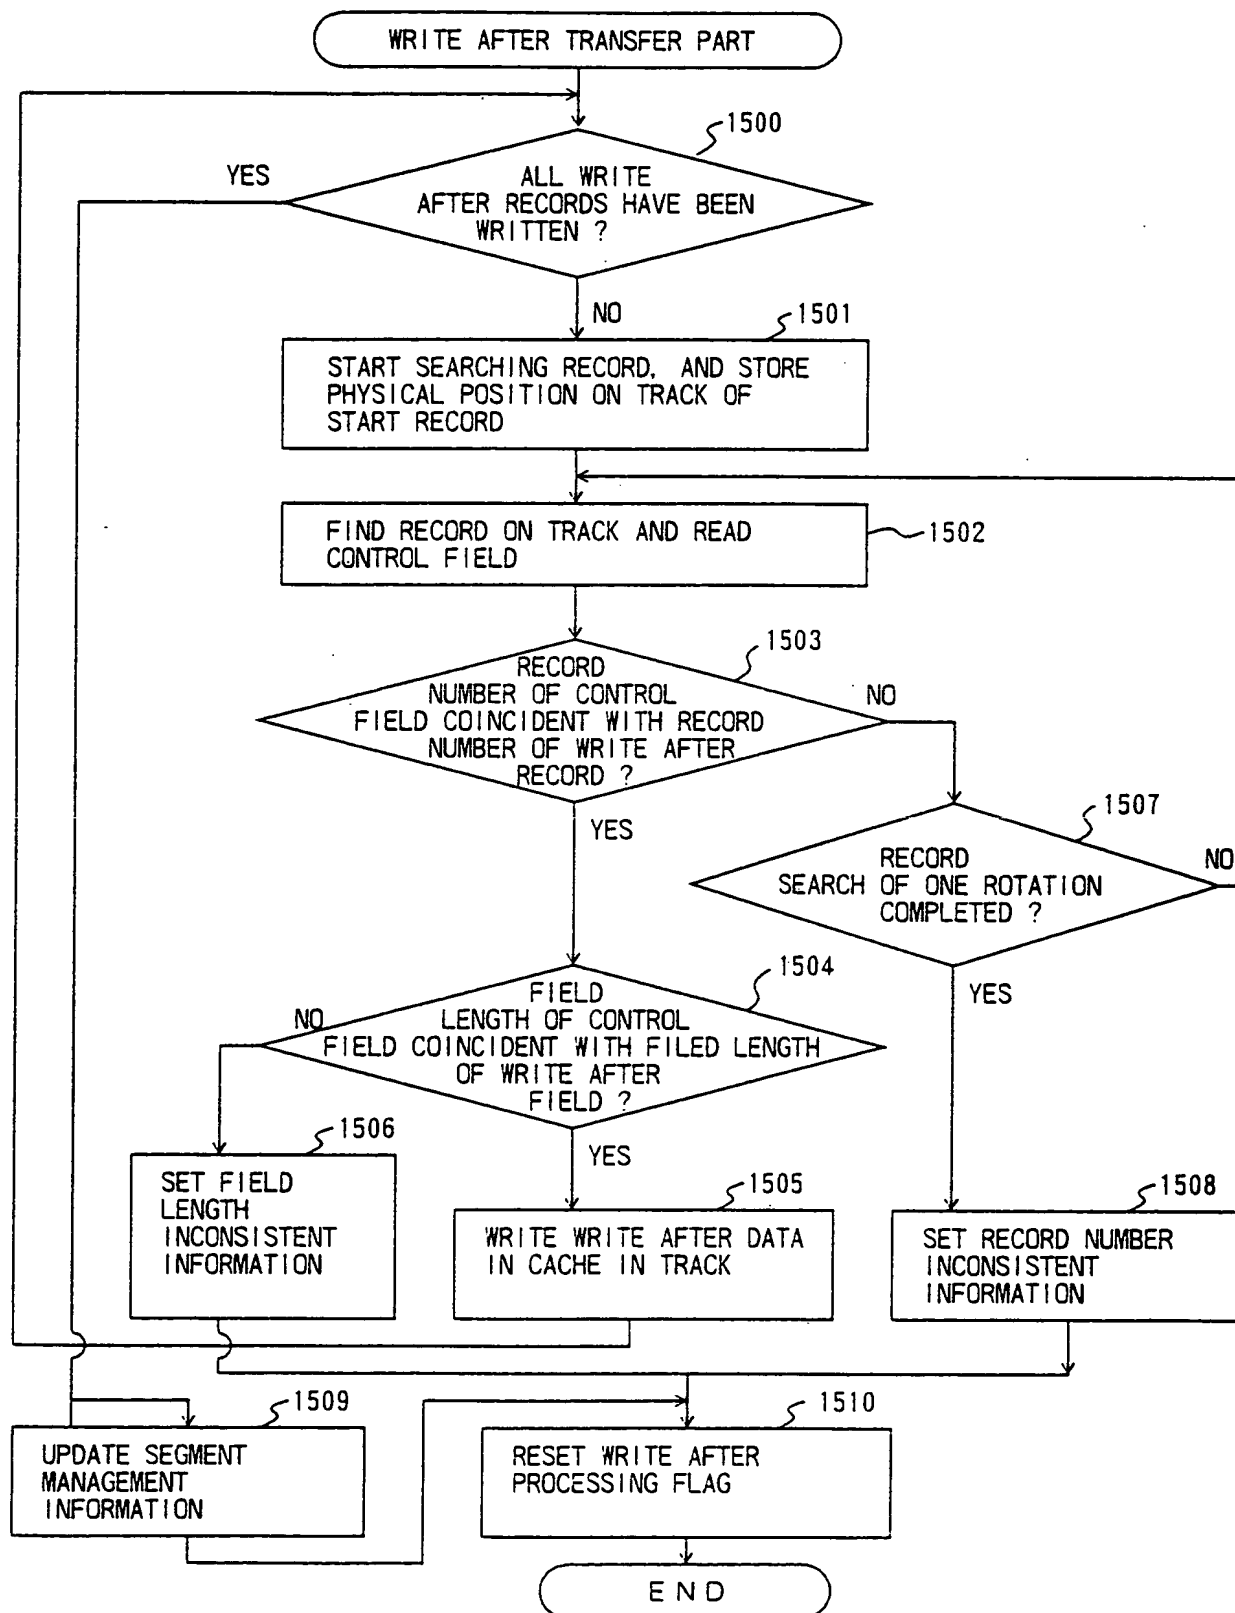 WRITE AFTER TRANSFER PART
1500
YES
ALL WRITE
AFTER RECORDS HAVE BEEN
WRITTEN ?
NO
1501
START SEARCHING RECORD, AND STORE
PHYSICAL POSITION ON TRACK OF
START RECORD
FIND RECORD ON TRACK AND READ
CONTROL FIELD
1502
1503
RECORD
NUMBER OF CONTROL
FIELD COINCIDENT WITH RECORD
NUMBER OF WRITE AFTER
RECORD ?
NO
YES
1507
RECORD
SEARCH OF ONE ROTATION
COMPLETED ?
NO
YES
1504
FIELD
LENGTH OF CONTROL
FIELD COINCIDENT WITH FILED LENGTH
OF WRITE AFTER
FIELD ?
NO
YES
1506
SET FIELD
LENGTH
INCONSISTENT
INFORMATION
1505
WRITE WRITE AFTER DATA
IN CACHE IN TRACK
1508
SET RECORD NUMBER
INCONSISTENT
INFORMATION
1509
UPDATE SEGMENT
MANAGEMENT
INFORMATION
1510
RESET WRITE AFTER
PROCESSING FLAG
END